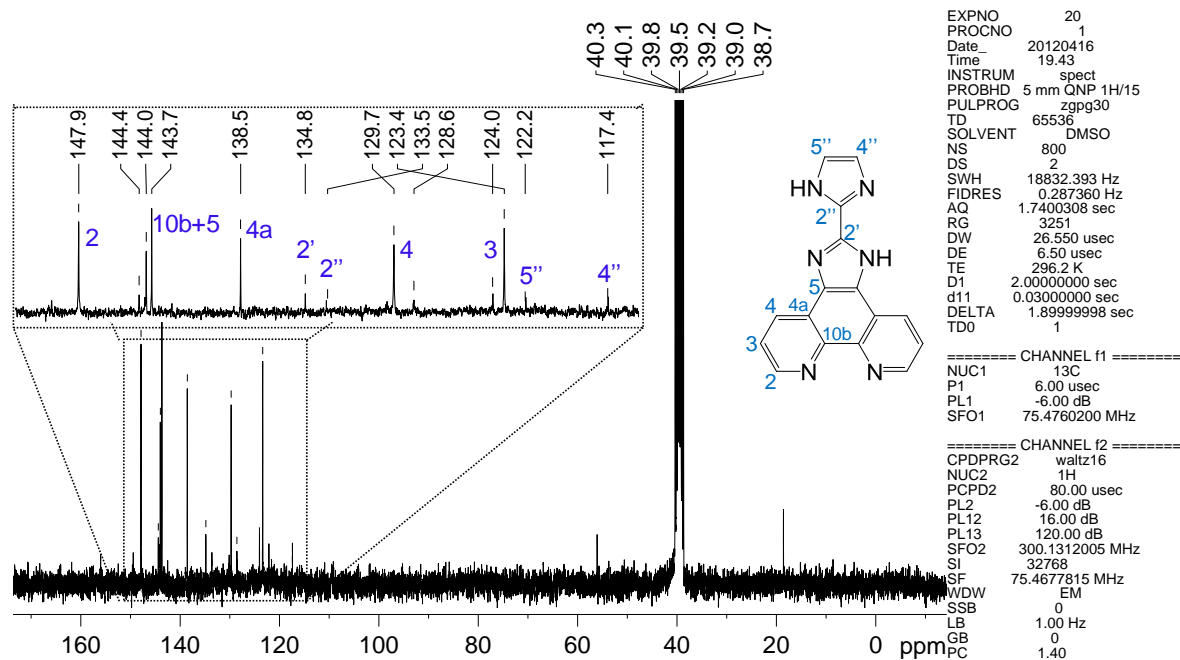 40.3
40.1
39.8
39.5
39.2
39.0
38.7
147.9
144.4
144.0
143.7
138.5
134.8
129.7
123.4
133.5
128.6
124.0
122.2
117.4
2
10b+5
4a
2'
2''
4
3
5''
4''
5''
4''
HN
N
2''
2'
N
NH
5
4
4a
3
10b
2
N
N
160
140
120
100
80
60
40
20
0
ppm
EXPNO 20
PROCNO 1
Date_ 20120416
Time 19.43
INSTRUM spect
PROBHD 5 mm QNP 1H/15
PULPROG zgpg30
TD 65536
SOLVENT DMSO
NS 800
DS 2
SWH 18832.393 Hz
FIDRES 0.287360 Hz
AQ 1.7400308 sec
RG 3251
DW 26.550 usec
DE 6.50 usec
TE 296.2 K
D1 2.00000000 sec
d11 0.03000000 sec
DELTA 1.89999998 sec
TD0 1
======== CHANNEL f1 ========
NUC1 13C
P1 6.00 usec
PL1 -6.00 dB
SFO1 75.4760200 MHz
======== CHANNEL f2 ========
CPDPRG2 waltz16
NUC2 1H
PCPD2 80.00 usec
PL2 -6.00 dB
PL12 16.00 dB
PL13 120.00 dB
SFO2 300.1312005 MHz
SI 32768
SF 75.4677815 MHz
WDW EM
SSB 0
LB 1.00 Hz
GB 0
PC 1.40